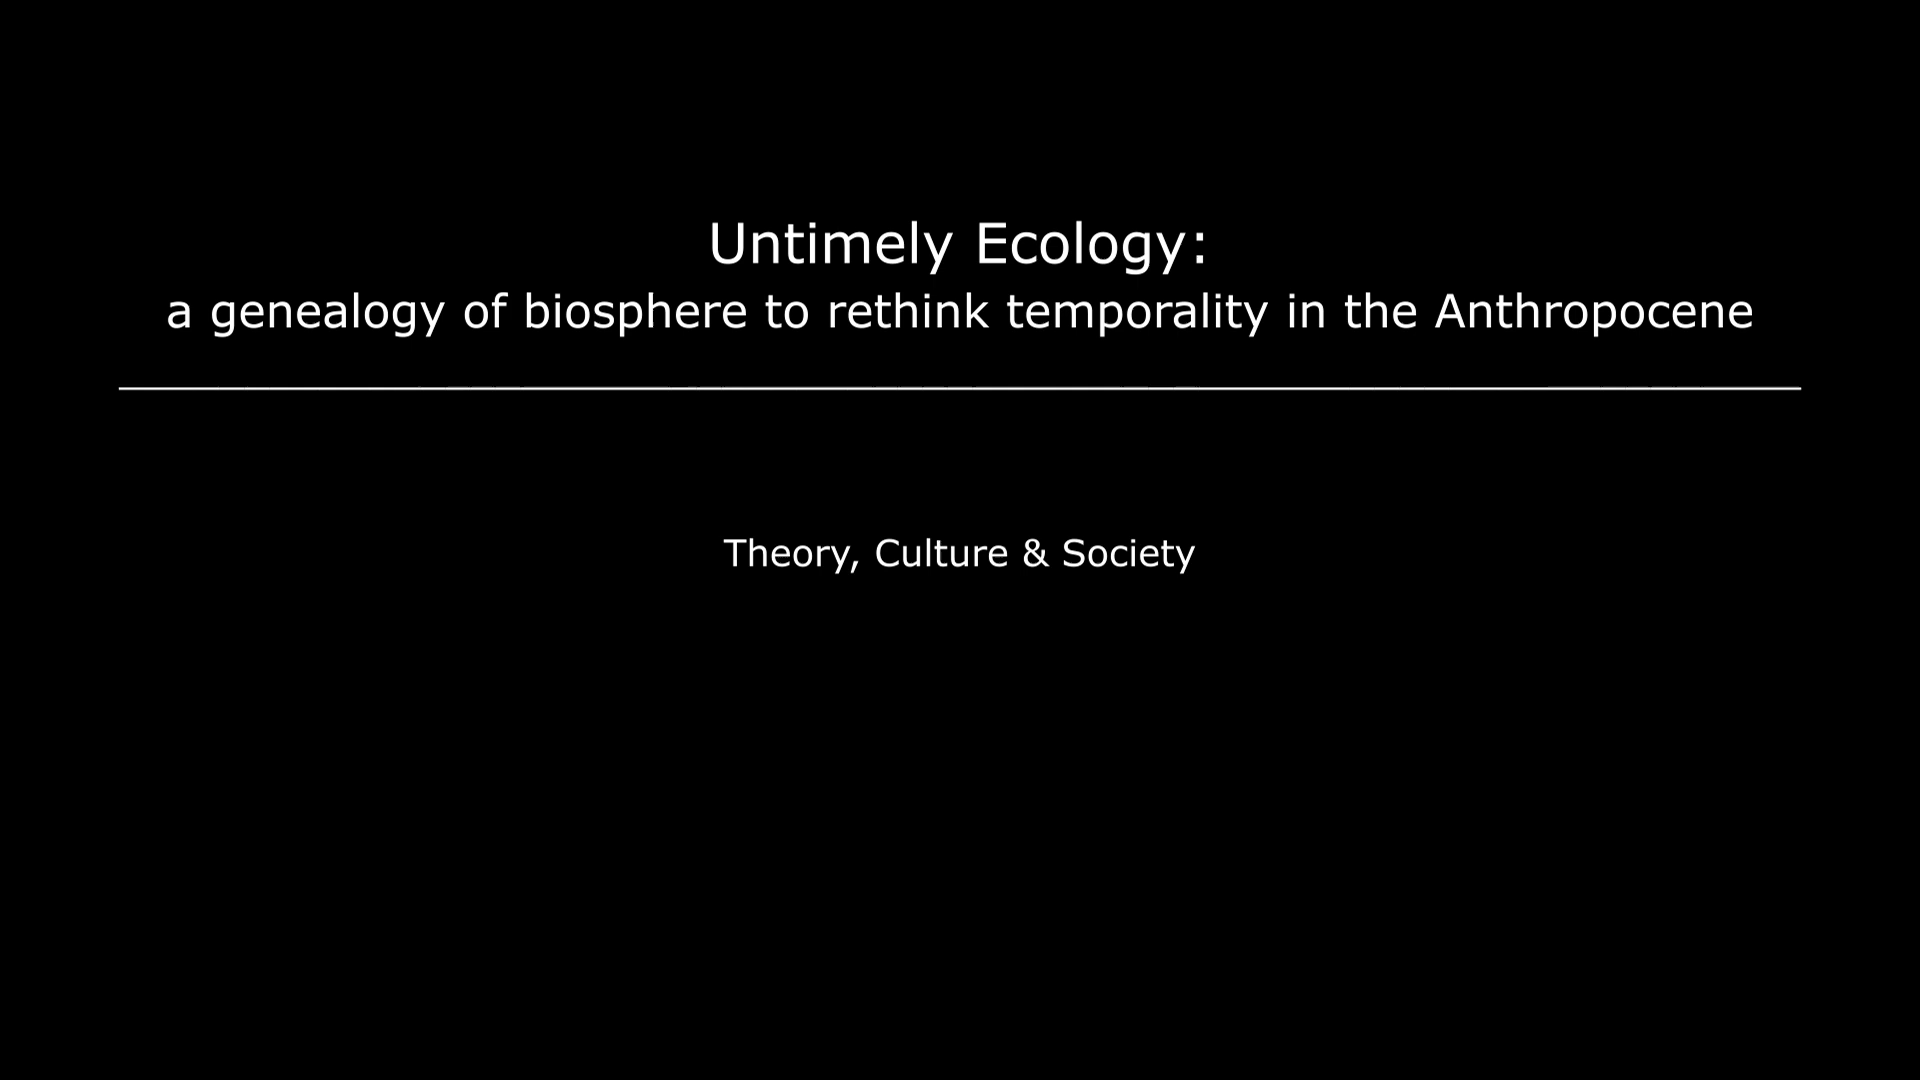 Untimely Ecology:
a genealogy of biosphere to rethink temporality in the Anthropocene
Theory, Culture & Society